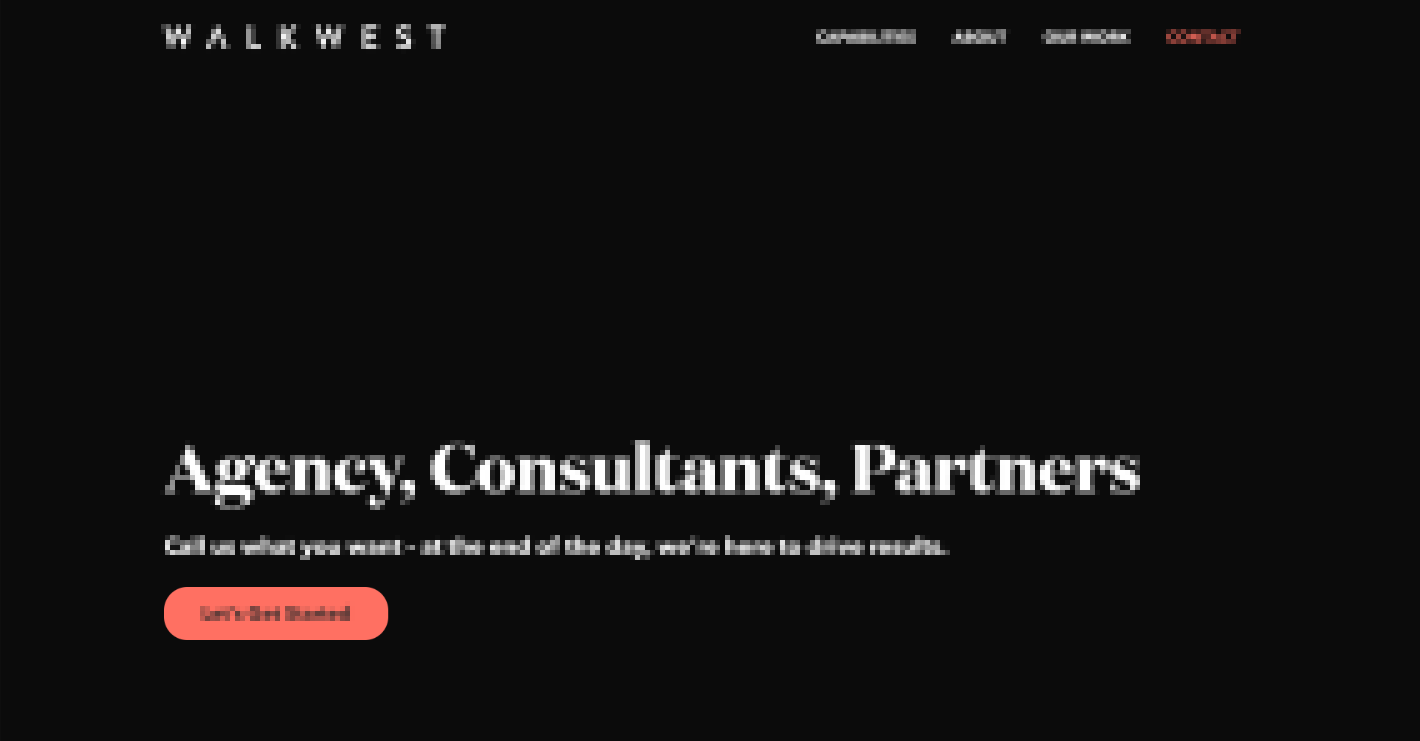 WALKWEST
CAPABILITIES ABOUT OUR WORK CONTACT
Agency, Consultants, Partners
Call us what you want - at the end of the day, we're here to drive results.
Let's Get Started